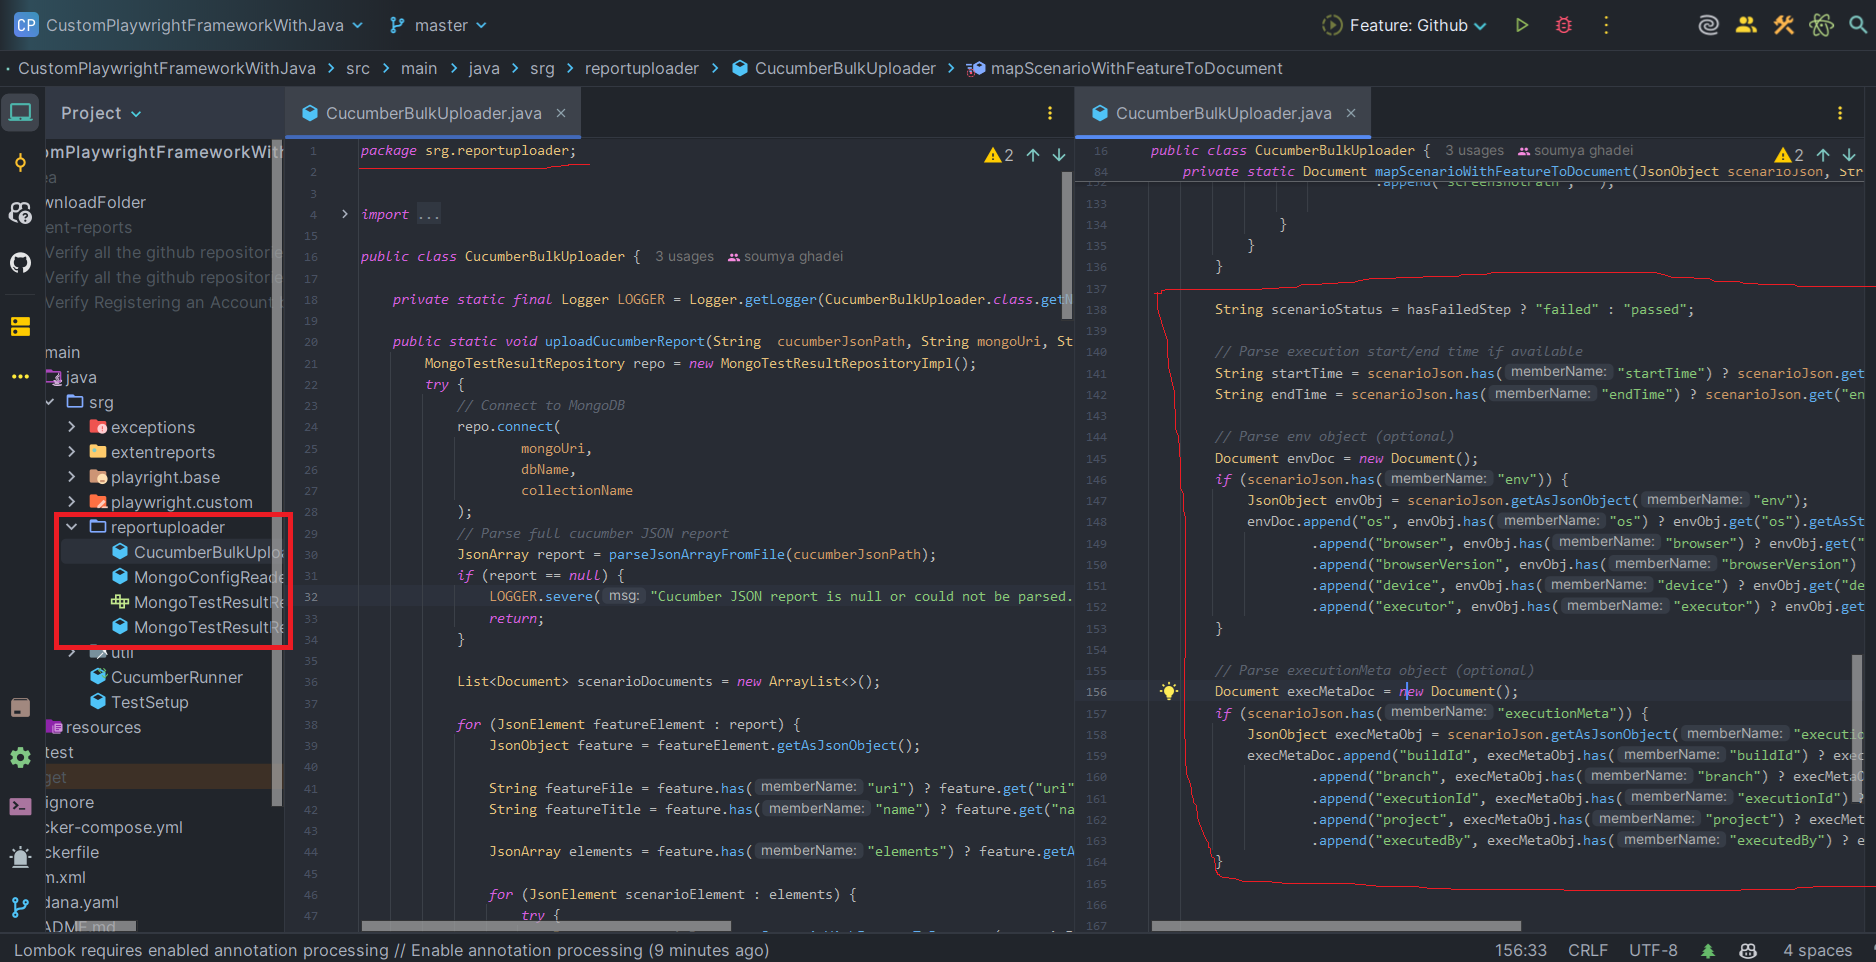 CP CustomPlaywrightFrameworkWithJava master Feature: Github
CustomPlaywrightFrameworkWithJava > src > main > java > srg > reportuploader > CucumberBulkUploader > mapScenarioWithFeatureToDocument
Project
omPlaywrightFrameworkWith
ea
wnloadFolder
ent-reports
Verify all the github repositorie
Verify all the github repositorie
Verify Registering an Account
main
java
srg
exceptions
extentreports
playright.base
playwright.custom
reportuploader
CucumberBulkUplo
MongoConfigReade
MongoTestResultRe
MongoTestResultRe
util
CucumberRunner
TestSetup
resources
test
get
ignore
cker-compose.yml
ckerfile
m.xml
dana.yaml
ADME.md
CucumberBulkUploader.java ×
2
1 package srg.reportuploader;
2
3
4 import ...
15
16 public class CucumberBulkUploader { 3 usages soumya ghadei
17
18 private static final Logger LOGGER = Logger.getLogger(CucumberBulkUploader.class.getN
19
20 public static void uploadCucumberReport(String cucumberJsonPath, String mongoUri, St
21 MongoTestResultRepository repo = new MongoTestResultRepositoryImpl();
22 try {
23 // Connect to MongoDB
24 repo.connect(
25 mongoUri,
26 dbName,
27 collectionName
28 );
29 // Parse full cucumber JSON report
30 JsonArray report = parseJsonArrayFromFile(cucumberJsonPath);
31 if (report == null) {
32 LOGGER.severe( msg: "Cucumber JSON report is null or could not be parsed.
33 return;
34 }
35
36 List<Document> scenarioDocuments = new ArrayList<>();
37
38 for (JsonElement featureElement : report) {
39 JsonObject feature = featureElement.getAsJsonObject();
40
41 String featureFile = feature.has( memberName: "uri") ? feature.get("uri"
42 String featureTitle = feature.has( memberName: "name") ? feature.get("na
43
44 JsonArray elements = feature.has( memberName: "elements") ? feature.getA
45
46 for (JsonElement scenarioElement : elements) {
47 try {
CucumberBulkUploader.java ×
2
16 public class CucumberBulkUploader { 3 usages soumya ghadei
84 private static Document mapScenarioWithFeatureToDocument(JsonObject scenarioJson, Str
132 .append("screenshotPath", "");
133
134 }
135 }
136 }
137
138 String scenarioStatus = hasFailedStep ? "failed" : "passed";
139
140 // Parse execution start/end time if available
141 String startTime = scenarioJson.has( memberName: "startTime") ? scenarioJson.get
142 String endTime = scenarioJson.has( memberName: "endTime") ? scenarioJson.get("en
143
144 // Parse env object (optional)
145 Document envDoc = new Document();
146 if (scenarioJson.has( memberName: "env")) {
147 JsonObject envObj = scenarioJson.getAsJsonObject( memberName: "env");
148 envDoc.append("os", envObj.has( memberName: "os") ? envObj.get("os").getAsSt
149 .append("browser", envObj.has( memberName: "browser") ? envObj.get("
150 .append("browserVersion", envObj.has( memberName: "browserVersion")
151 .append("device", envObj.has( memberName: "device") ? envObj.get("de
152 .append("executor", envObj.has( memberName: "executor") ? envObj.get
153 }
154
155 // Parse executionMeta object (optional)
156 Document execMetaDoc = new Document();
157 if (scenarioJson.has( memberName: "executionMeta")) {
158 JsonObject execMetaObj = scenarioJson.getAsJsonObject( memberName: "executio
159 execMetaDoc.append("buildId", execMetaObj.has( memberName: "buildId") ? exec
160 .append("branch", execMetaObj.has( memberName: "branch") ? execMetaO
161 .append("executionId", execMetaObj.has( memberName: "executionId") ?
162 .append("project", execMetaObj.has( memberName: "project") ? execMet
163 .append("executedBy", execMetaObj.has( memberName: "executedBy") ? e
164 }
165
166
167
Lombok requires enabled annotation processing // Enable annotation processing (9 minutes ago) 156:33 CRLF UTF-8 4 spaces